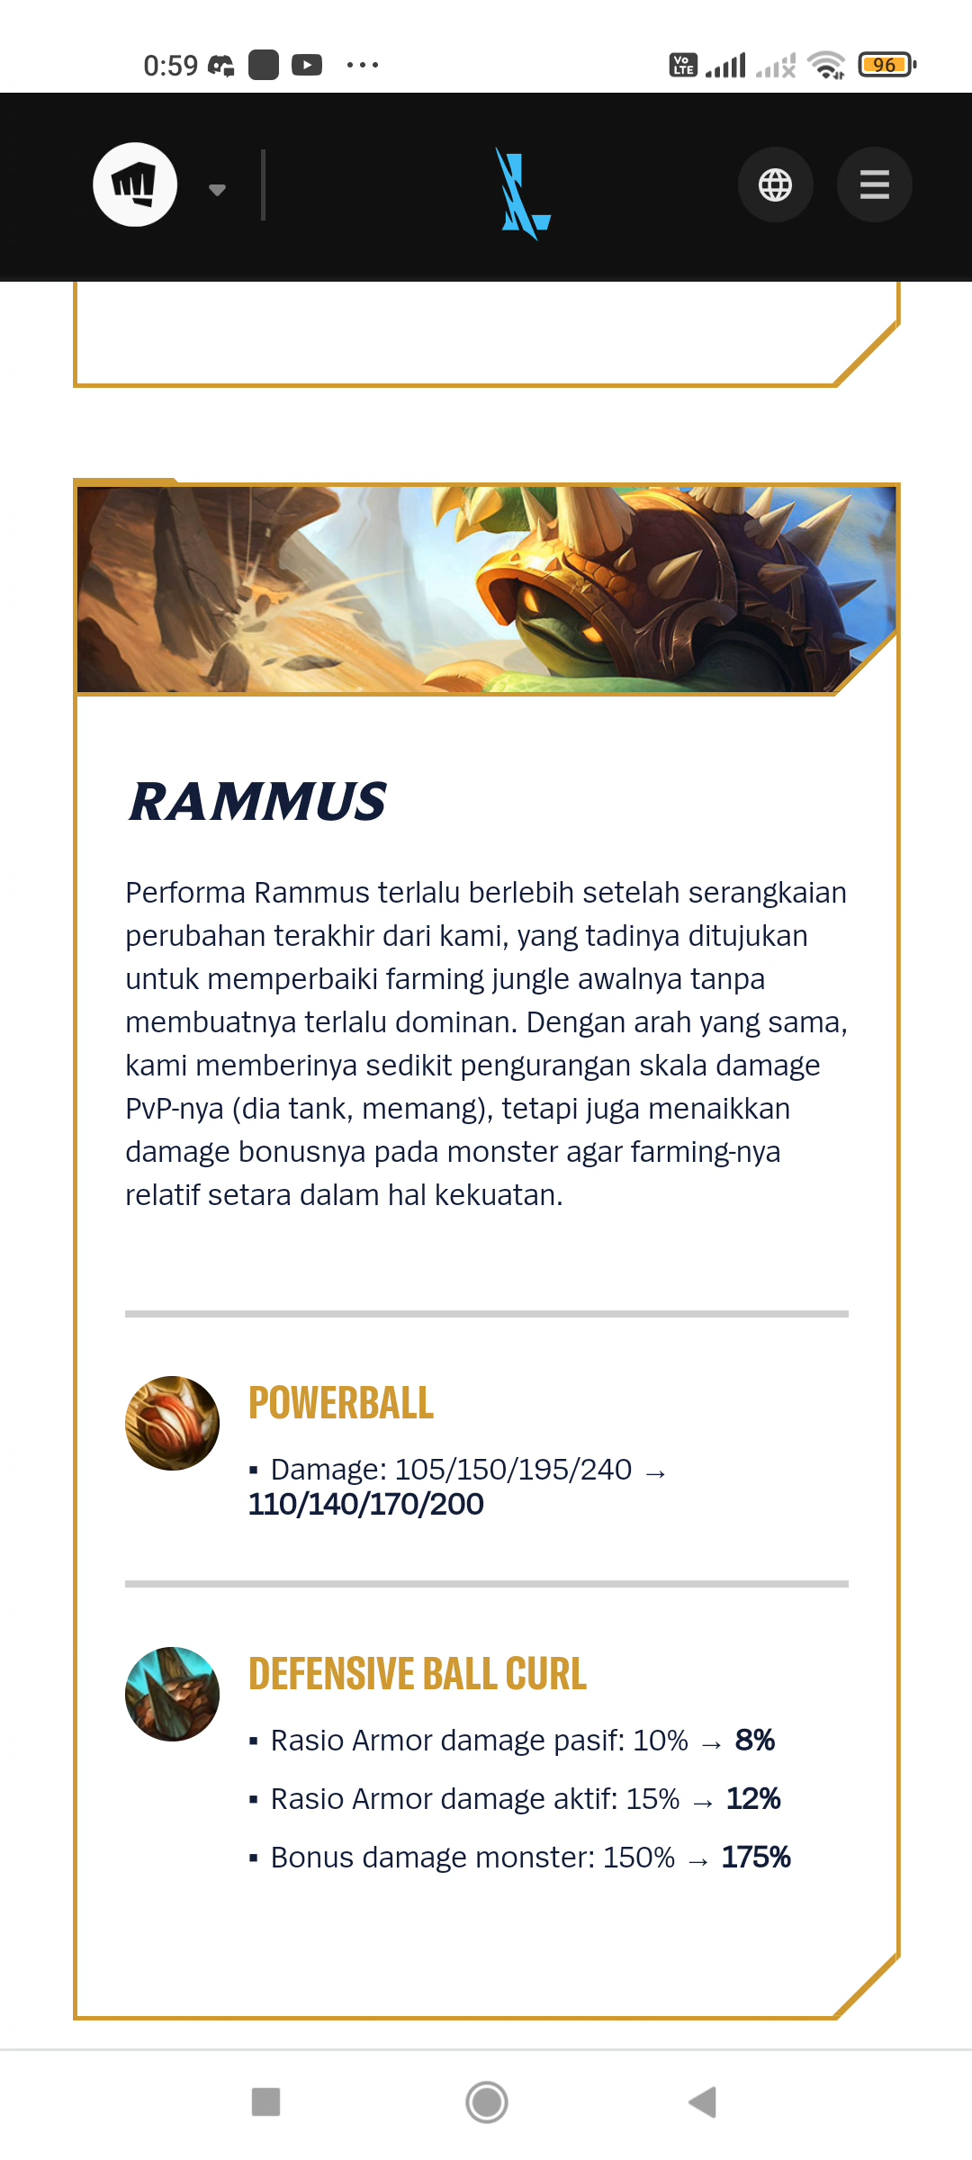 0:59
Vo LTE
96
RAMMUS
Performa Rammus terlalu berlebih setelah serangkaian
perubahan terakhir dari kami, yang tadinya ditujukan
untuk memperbaiki farming jungle awalnya tanpa
membuatnya terlalu dominan. Dengan arah yang sama,
kami memberinya sedikit pengurangan skala damage
PvP-nya (dia tank, memang), tetapi juga menaikkan
damage bonusnya pada monster agar farming-nya
relatif setara dalam hal kekuatan.
POWERBALL
▪ Damage: 105/150/195/240 →
110/140/170/200
DEFENSIVE BALL CURL
▪ Rasio Armor damage pasif: 10% → 8%
▪ Rasio Armor damage aktif: 15% → 12%
▪ Bonus damage monster: 150% → 175%